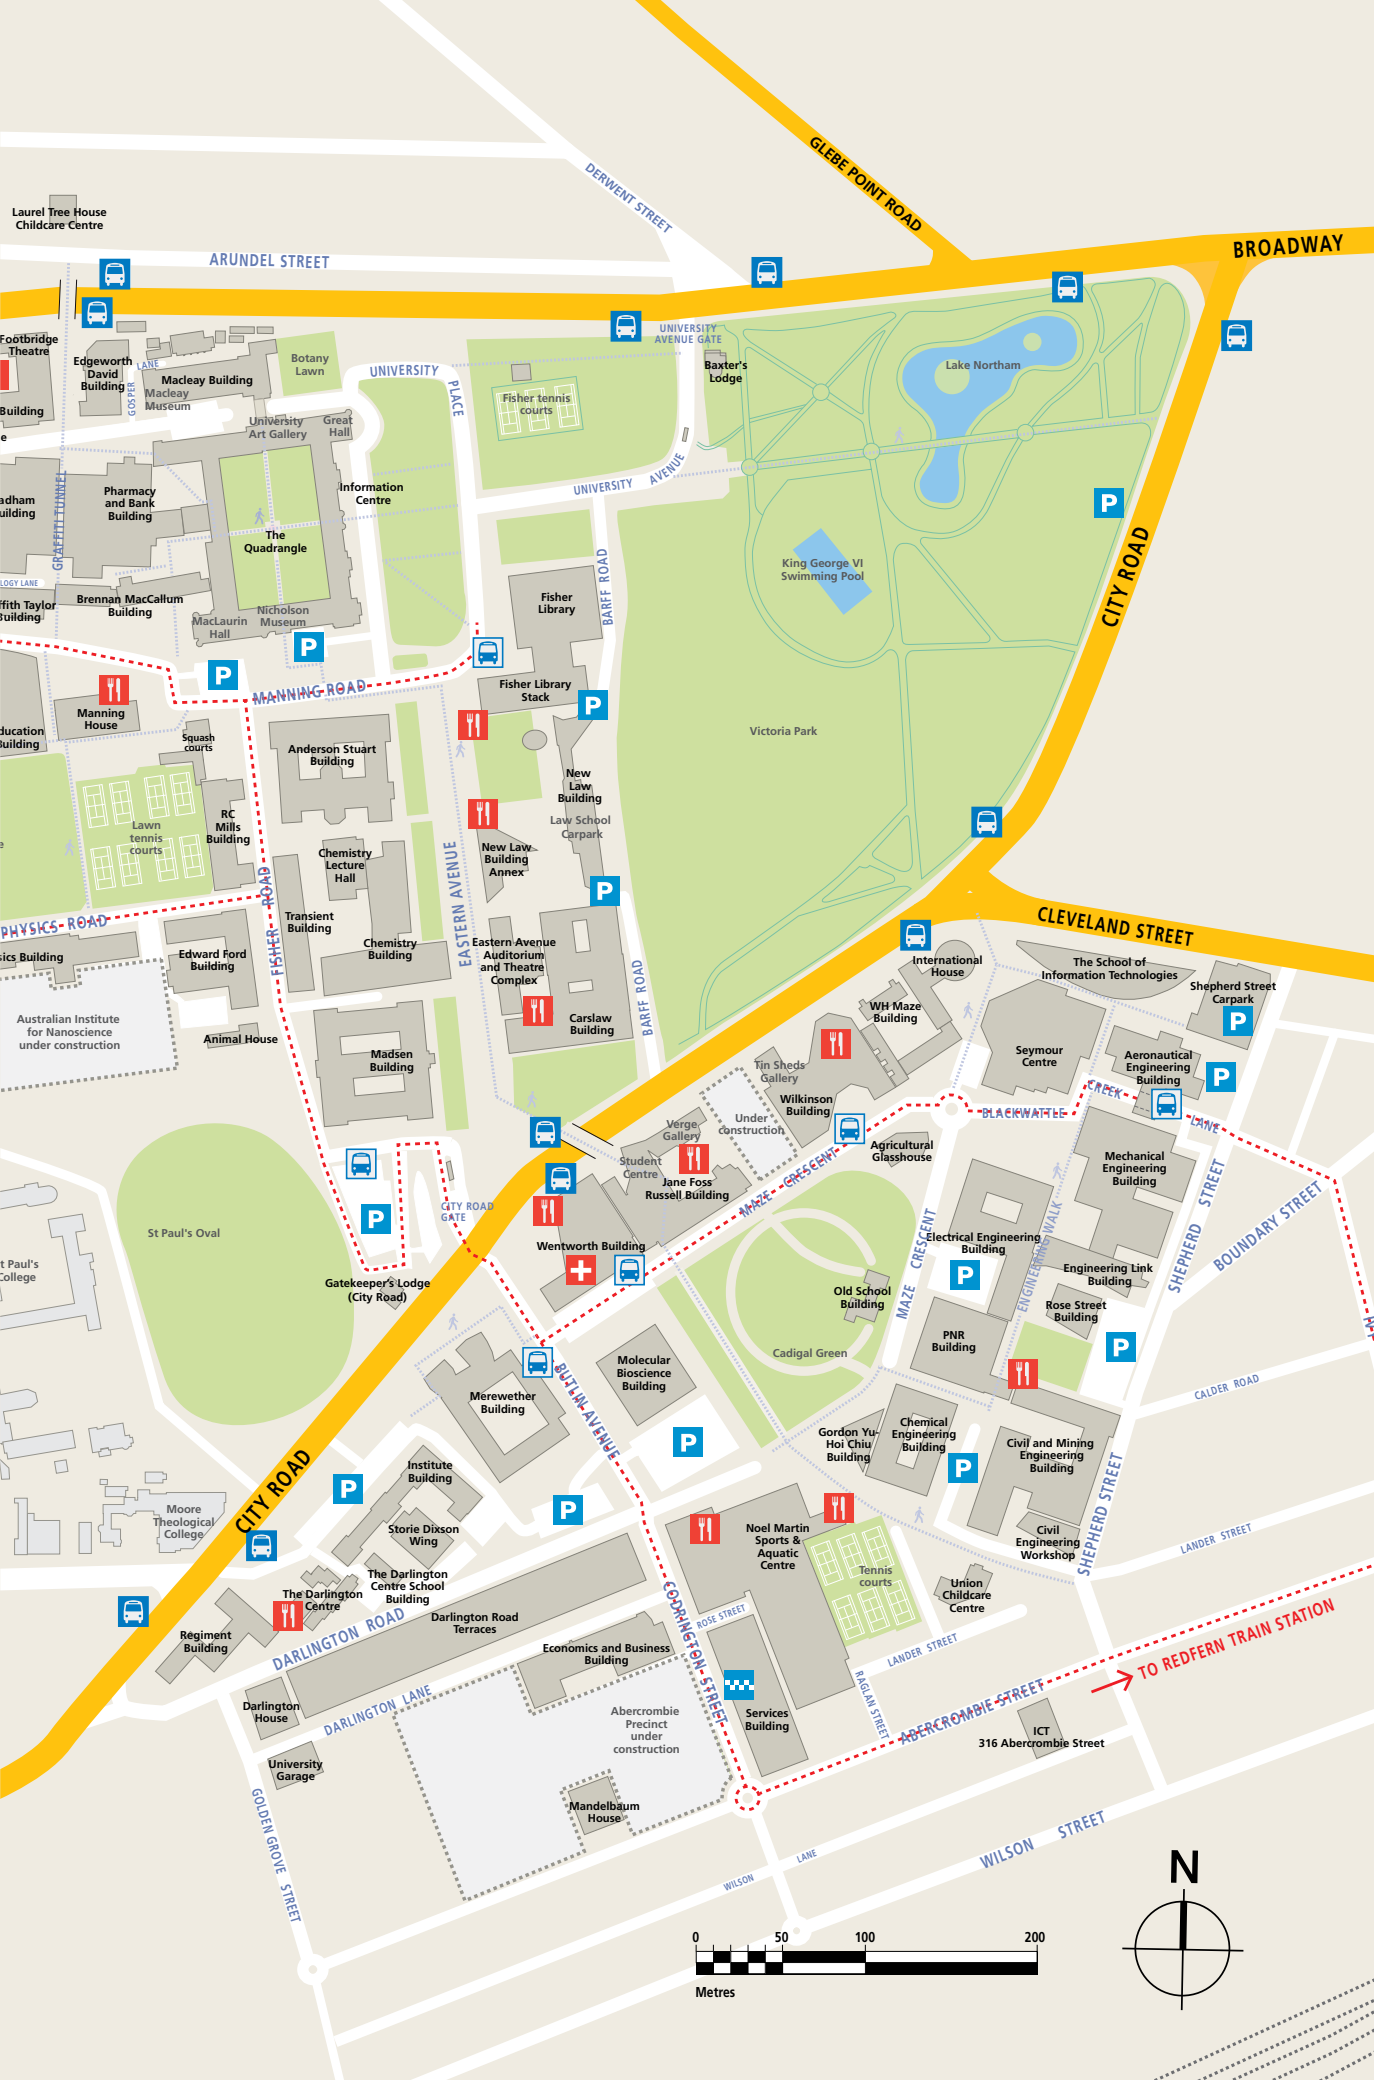 GLEBE POINT ROAD
DERWENT STREET
Laurel Tree House
Childcare Centre
BROADWAY
ARUNDEL STREET
UNIVERSITY
AVENUE GATE
Footbridge
Theatre
Edgeworth
David
Building
GOSPER
LANE
Macleay Building
Macleay
Museum
Botany
Lawn
UNIVERSITY
PLACE
Baxter's
Lodge
Lake Northam
Fisher tennis
courts
Building
e
University
Art Gallery
Great
Hall
UNIVERSITY
AVENUE
Information
Centre
Pharmacy
and Bank
Building
adham
uilding
GRAFFITI TUNNEL
P
The
Quadrangle
CITY ROAD
King George VI
Swimming Pool
BARFF ROAD
OLOGY LANE
Brennan MacCallum
Building
ffith Taylor
Building
Fisher
Library
Nicholson
Museum
MacLaurin
Hall
P
P
MANNING ROAD
Fisher Library
Stack
P
Manning
House
ducation
Building
Squash
courts
Victoria Park
Anderson Stuart
Building
New
Law
Building
Law School
Carpark
Lawn
tennis
courts
RC
Mills
Building
e
Chemistry
Lecture
Hall
New Law
Building
Annex
P
EASTERN AVENUE
FISHER ROAD
Transient
Building
PHYSICS ROAD
CLEVELAND STREET
Chemistry
Building
Eastern Avenue
Auditorium
and Theatre
Complex
sics Building
Edward Ford
Building
International
House
The School of
Information Technologies
Shepherd Street
Carpark
P
BARFF ROAD
WH Maze
Building
Carslaw
Building
Australian Institute
for Nanoscience
under construction
Animal House
Madsen
Building
Seymour
Centre
Aeronautical
Engineering
Building
P
Tin Sheds
Gallery
Wilkinson
Building
BLACKWATTLE
CREEK
LANE
Under
construction
Verge
Gallery
Agricultural
Glasshouse
Student
Centre
Jane Foss
Russell Building
MAZE CRESCENT
Mechanical
Engineering
Building
SHEPHERD STREET
BOUNDARY STREET
P
CITY ROAD
GATE
St Paul's Oval
t Paul's
College
Wentworth Building
MAZE CRESCENT
Electrical Engineering
Building
ENGINEERING WALK
P
Engineering Link
Building
Gatekeeper's Lodge
(City Road)
Old School
Building
Rose Street
Building
Cadigal Green
PNR
Building
P
Molecular
Bioscience
Building
BUTLIN AVENUE
Merewether
Building
CALDER ROAD
P
Gordon Yu-
Hoi Chiu
Building
Chemical
Engineering
Building
Civil and Mining
Engineering
Building
P
SHEPHERD STREET
CITY ROAD
Institute
Building
P
P
Moore
Theological
College
Storie Dixson
Wing
Noel Martin
Sports &
Aquatic
Centre
Civil
Engineering
Workshop
LANDER STREET
Tennis
courts
The Darlington
Centre School
Building
The Darlington
Centre
Union
Childcare
Centre
Regiment
Building
DARLINGTON ROAD
Darlington Road
Terraces
CODRINGTON STREET
ROSE STREET
TO REDFERN TRAIN STATION
Economics and Business
Building
LANDER STREET
RAGLAN STREET
Darlington
House
DARLINGTON LANE
Abercrombie
Precinct
under
construction
Services
Building
ABERCROMBIE STREET
ICT
316 Abercrombie Street
University
Garage
Mandelbaum
House
GOLDEN GROVE STREET
WILSON LANE
WILSON STREET
N
0 50 100 200
Metres